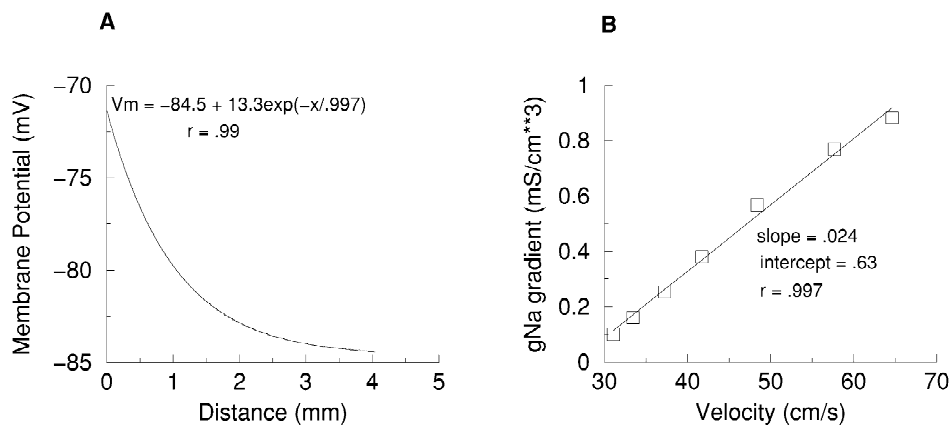 A
−70
−75
−80
−85
Membrane Potential (mV)
Vm = −84.5 + 13.3exp(−x/.997)
r = .99
0 1 2 3 4 5
Distance (mm)
B
1
0.8
0.6
0.4
0.2
0
gNa gradient (mS/cm**3)
slope = .024
intercept = .63
r = .997
30 40 50 60 70
Velocity (cm/s)